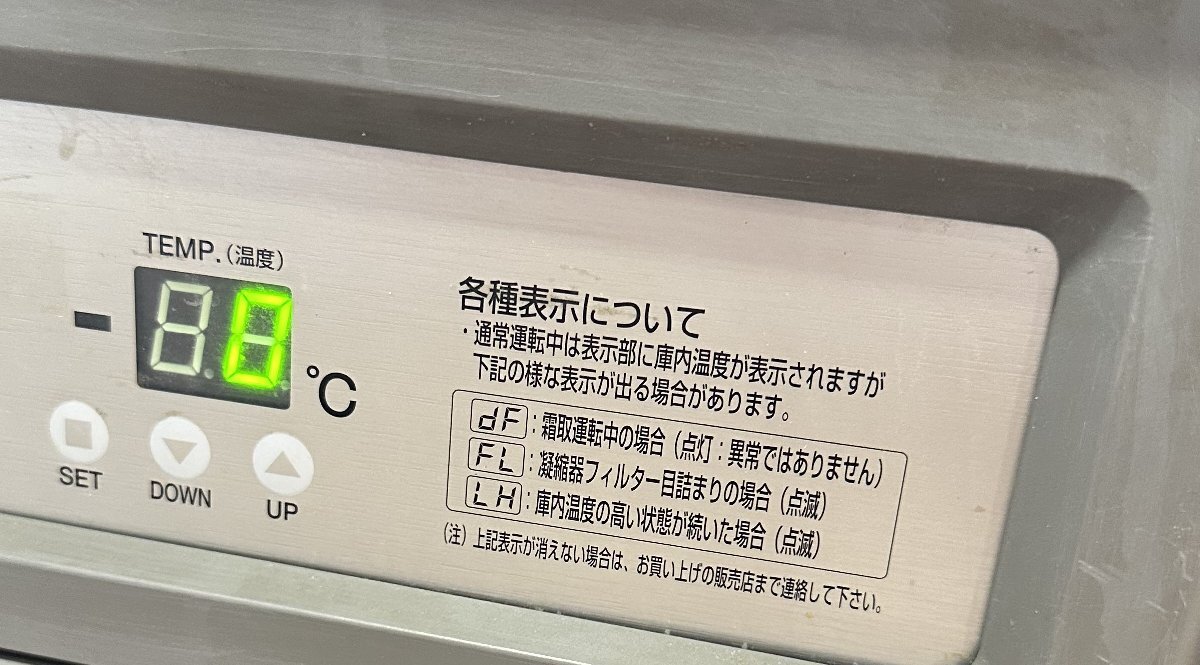 TEMP.(温度)
0
℃
SET
DOWN
UP
各種表示について
・通常運転中は表示部に庫内温度が表示されますが
下記の様な表示が出る場合があります。
dF:霜取運転中の場合(点灯:異常ではありません)
FL:凝縮器フィルター目詰まりの場合(点滅)
LH:庫内温度の高い状態が続いた場合(点滅)
(注)上記表示が消えない場合は、お買い上げの販売店まで連絡して下さい。